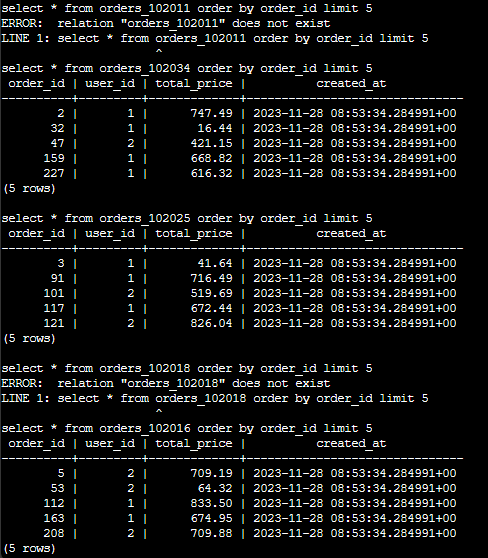 select * from orders_102011 order by order_id limit 5
ERROR:  relation "orders_102011" does not exist
LINE 1: select * from orders_102011 order by order_id limit 5
                      ^
select * from orders_102034 order by order_id limit 5
 order_id | user_id | total_price |          created_at
----------+---------+-------------+-------------------------------
        2 |       1 |      747.49 | 2023-11-28 08:53:34.284991+00
       32 |       1 |       16.44 | 2023-11-28 08:53:34.284991+00
       47 |       2 |      421.15 | 2023-11-28 08:53:34.284991+00
      159 |       1 |      668.82 | 2023-11-28 08:53:34.284991+00
      227 |       1 |      616.32 | 2023-11-28 08:53:34.284991+00
(5 rows)

select * from orders_102025 order by order_id limit 5
 order_id | user_id | total_price |          created_at
----------+---------+-------------+-------------------------------
        3 |       1 |       41.64 | 2023-11-28 08:53:34.284991+00
       91 |       1 |      716.49 | 2023-11-28 08:53:34.284991+00
      101 |       2 |      519.69 | 2023-11-28 08:53:34.284991+00
      117 |       1 |      672.44 | 2023-11-28 08:53:34.284991+00
      121 |       2 |      826.04 | 2023-11-28 08:53:34.284991+00
(5 rows)

select * from orders_102018 order by order_id limit 5
ERROR:  relation "orders_102018" does not exist
LINE 1: select * from orders_102018 order by order_id limit 5
                      ^
select * from orders_102016 order by order_id limit 5
 order_id | user_id | total_price |          created_at
----------+---------+-------------+-------------------------------
        5 |       2 |      709.19 | 2023-11-28 08:53:34.284991+00
       53 |       2 |       64.32 | 2023-11-28 08:53:34.284991+00
      112 |       1 |      833.50 | 2023-11-28 08:53:34.284991+00
      163 |       1 |      674.95 | 2023-11-28 08:53:34.284991+00
      208 |       2 |      709.88 | 2023-11-28 08:53:34.284991+00
(5 rows)